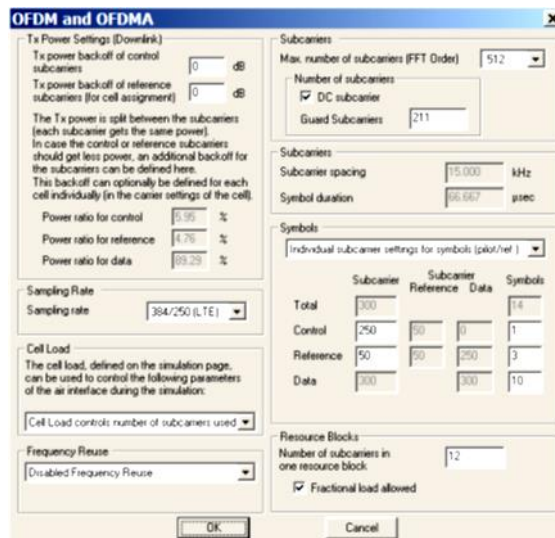 OFDM and OFDMA
Tx Power Settings (Downlink)
Tx power backoff of control
subcarriers
0
dB
Tx power backoff of reference
subcarriers (for cell assignment)
0
dB
The Tx power is split between the subcarriers
(each subcarrier gets the same power).
In case the control or reference subcarriers
should get less power, an additional backoff for
the subcarriers can be defined here.
This backoff can optionally be defined for each
cell individually (in the carrier settings of the cell).
Power ratio for control 5.95 %
Power ratio for reference 4.76 %
Power ratio for data 89.29 %
Sampling Rate
Sampling rate 384/250 (LTE)
Cell Load
The cell load, defined on the simulation page,
can be used to control the following parameters
of the air interface during the simulation:
Cell Load controls number of subcarriers used
Frequency Reuse
Disabled Frequency Reuse
Subcarriers
Max. number of subcarriers (FFT Order) 512
Number of subcarriers
DC subcarrier
Guard Subcarriers 211
Subcarriers
Subcarrier spacing 15.000 kHz
Symbol duration 66.667 µsec
Symbols
Individual subcarrier settings for symbols (pilot/ref )
Subcarrier
Subcarrier
Reference Data
Symbols
Total 300 14
Control 250 50 0 1
Reference 50 50 250 3
Data 300 300 10
Resource Blocks
Number of subcarriers in
one resource block
12
Fractional load allowed
OK
Cancel